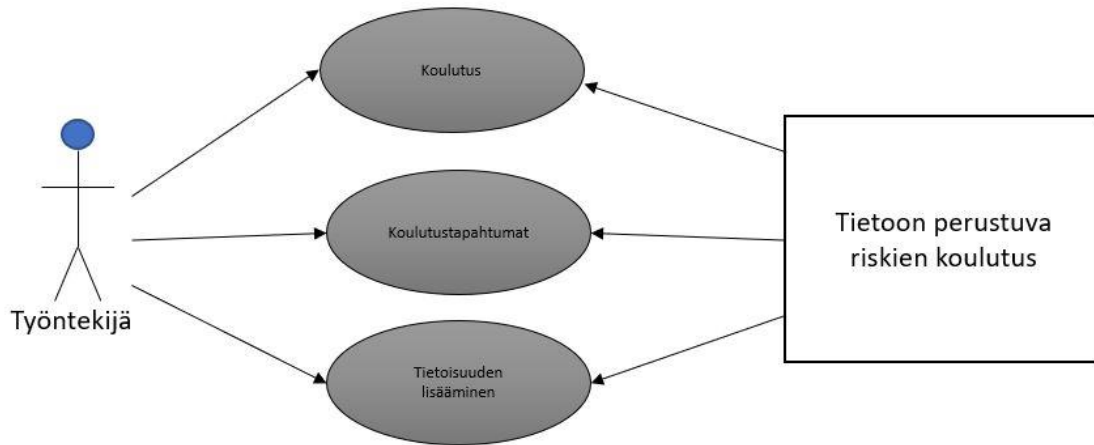 Koulutus
Työntekijä
Koulutustapahtumat
Tietoon perustuva
riskien koulutus
Tietoisuuden
lisääminen